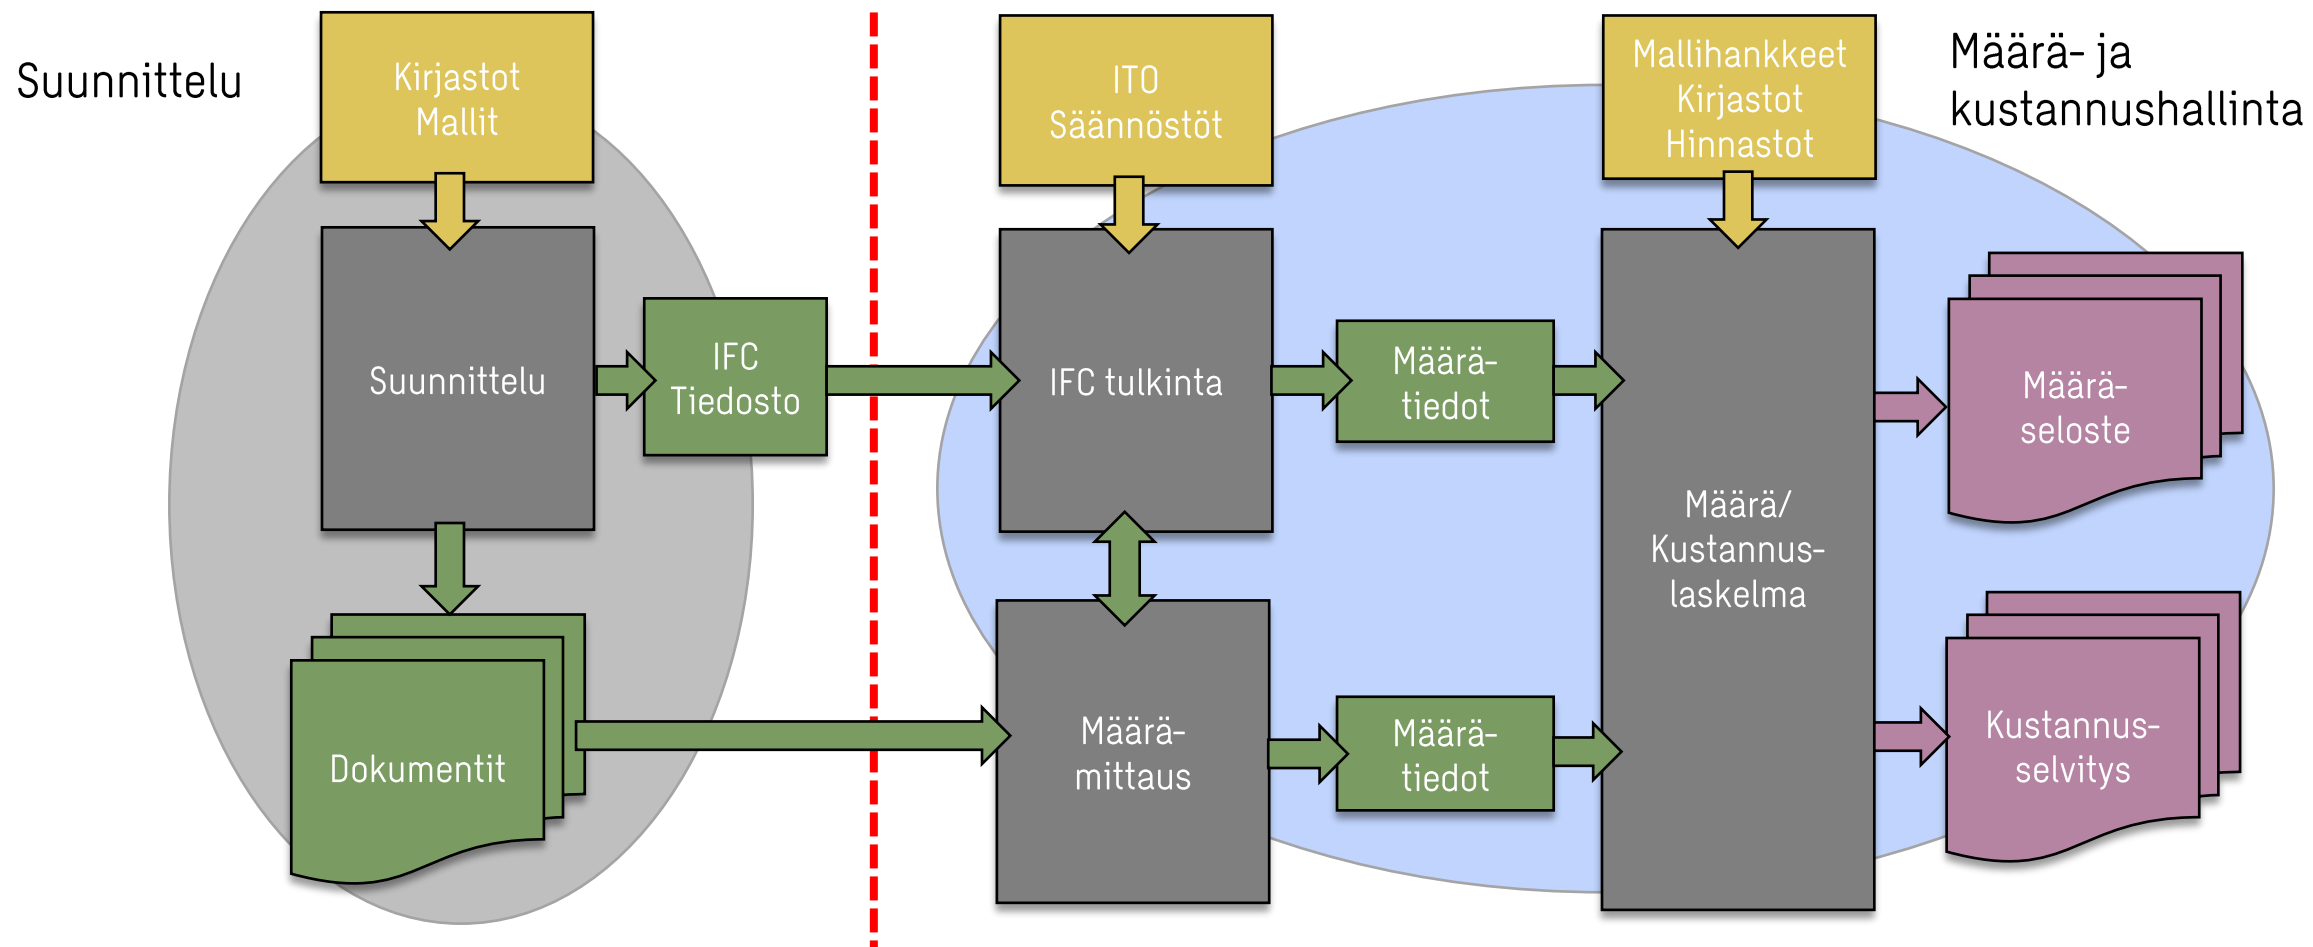 Suunnittelu
Kirjastot
Mallit
Suunnittelu
IFC
Tiedosto
Dokumentit
Määrä- ja
kustannushallinta
ITO
Säännöstöt
Mallihankkeet
Kirjastot
Hinnastot
IFC tulkinta
Määrä-
tiedot
Määrä-
mittaus
Määrä-
tiedot
Määrä/
Kustannus-
laskelma
Määrä-
seloste
Kustannus-
selvitys